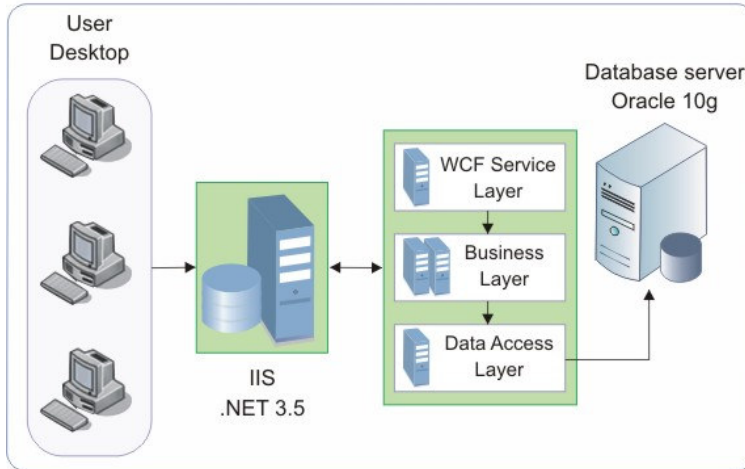 User
Desktop
Database server
Oracle 10g
WCF Service
Layer
Business
Layer
Data Access
Layer
IIS
.NET 3.5